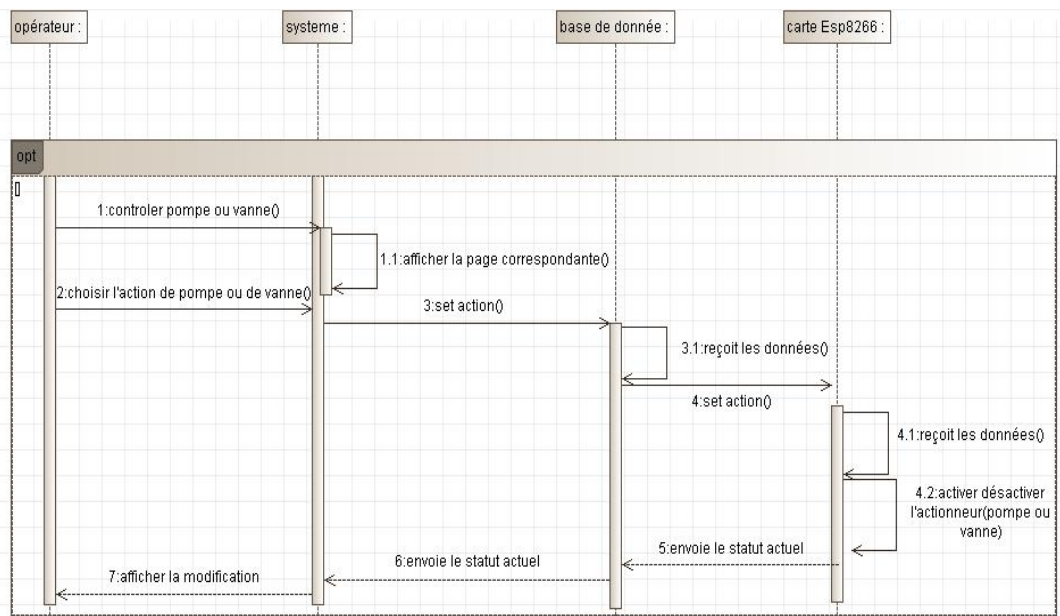 opérateur :
systeme :
base de donnée :
carte Esp8266 :
opt
[]
1:controler pompe ou vanne()
1.1:afficher la page correspondante()
2:choisir l'action de pompe ou de vanne()
3:set action()
3.1:reçoit les données()
4:set action()
4.1:reçoit les données()
4.2:activer désactiver
l'actionneur(pompe ou
vanne)
5:envoie le statut actuel
6:envoie le statut actuel
7:afficher la modification